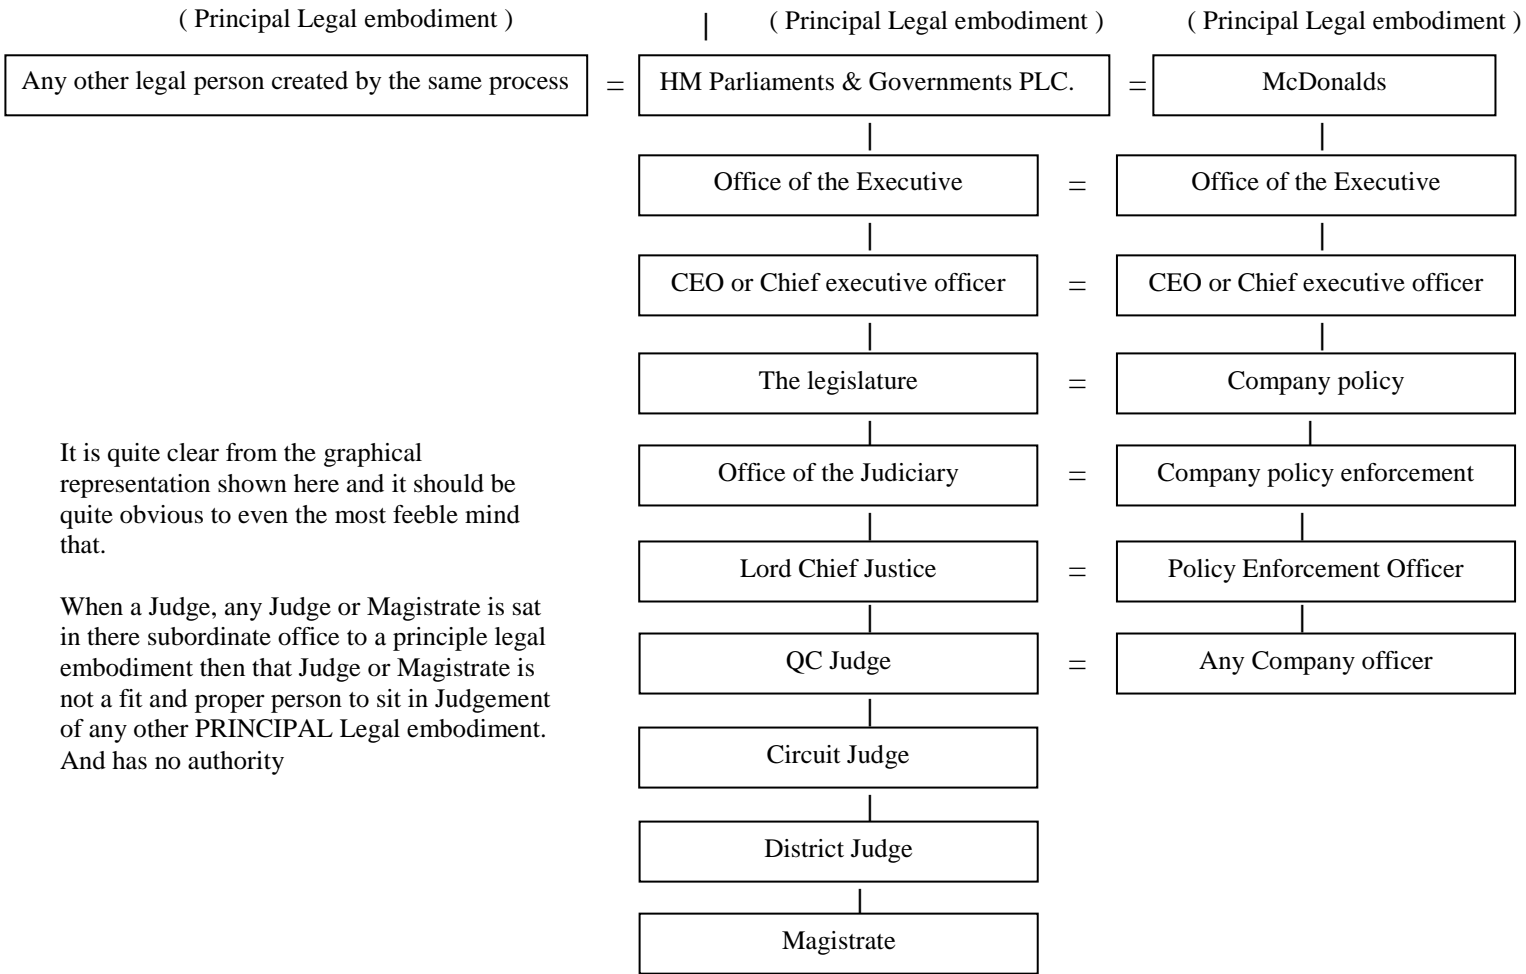 ( Principal Legal embodiment ) ( Principal Legal embodiment ) ( Principal Legal embodiment )
Any other legal person created by the same process = HM Parliaments & Governments PLC. = McDonalds
Office of the Executive = Office of the Executive
CEO or Chief executive officer = CEO or Chief executive officer
The legislature = Company policy
Office of the Judiciary = Company policy enforcement
Lord Chief Justice = Policy Enforcement Officer
QC Judge = Any Company officer
Circuit Judge
District Judge
Magistrate
It is quite clear from the graphical
representation shown here and it should be
quite obvious to even the most feeble mind
that.
When a Judge, any Judge or Magistrate is sat
in there subordinate office to a principle legal
embodiment then that Judge or Magistrate is
not a fit and proper person to sit in Judgement
of any other PRINCIPAL Legal embodiment.
And has no authority